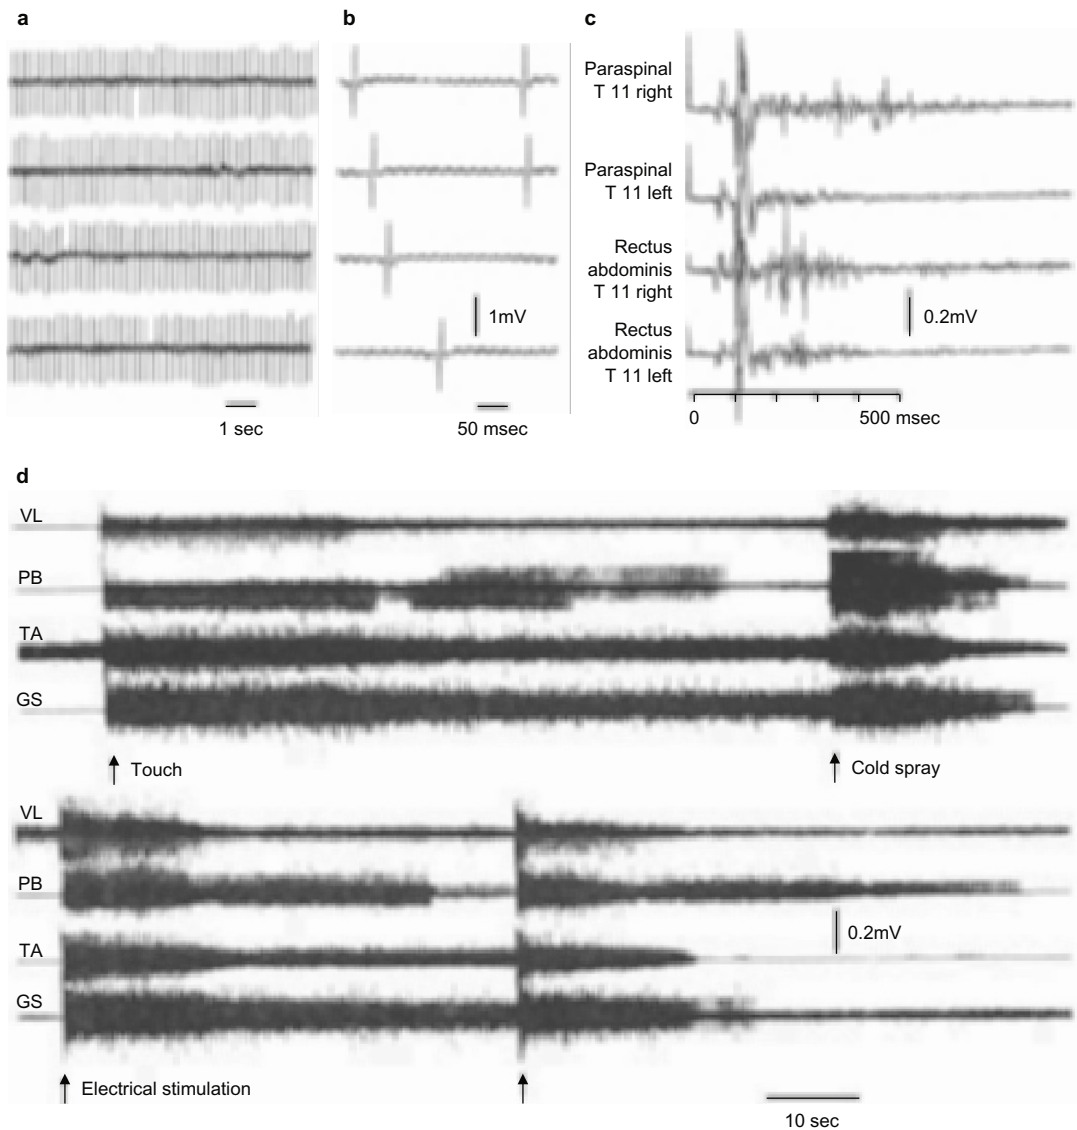 a
b
c
Paraspinal
T 11 right
Paraspinal
T 11 left
Rectus
abdominis
T 11 right
Rectus
abdominis
T 11 left
1mV
0.2mV
0
500 msec
1 sec
50 msec
d
VL
PB
TA
GS
Touch
Cold spray
VL
PB
0.2mV
TA
GS
Electrical stimulation
10 sec